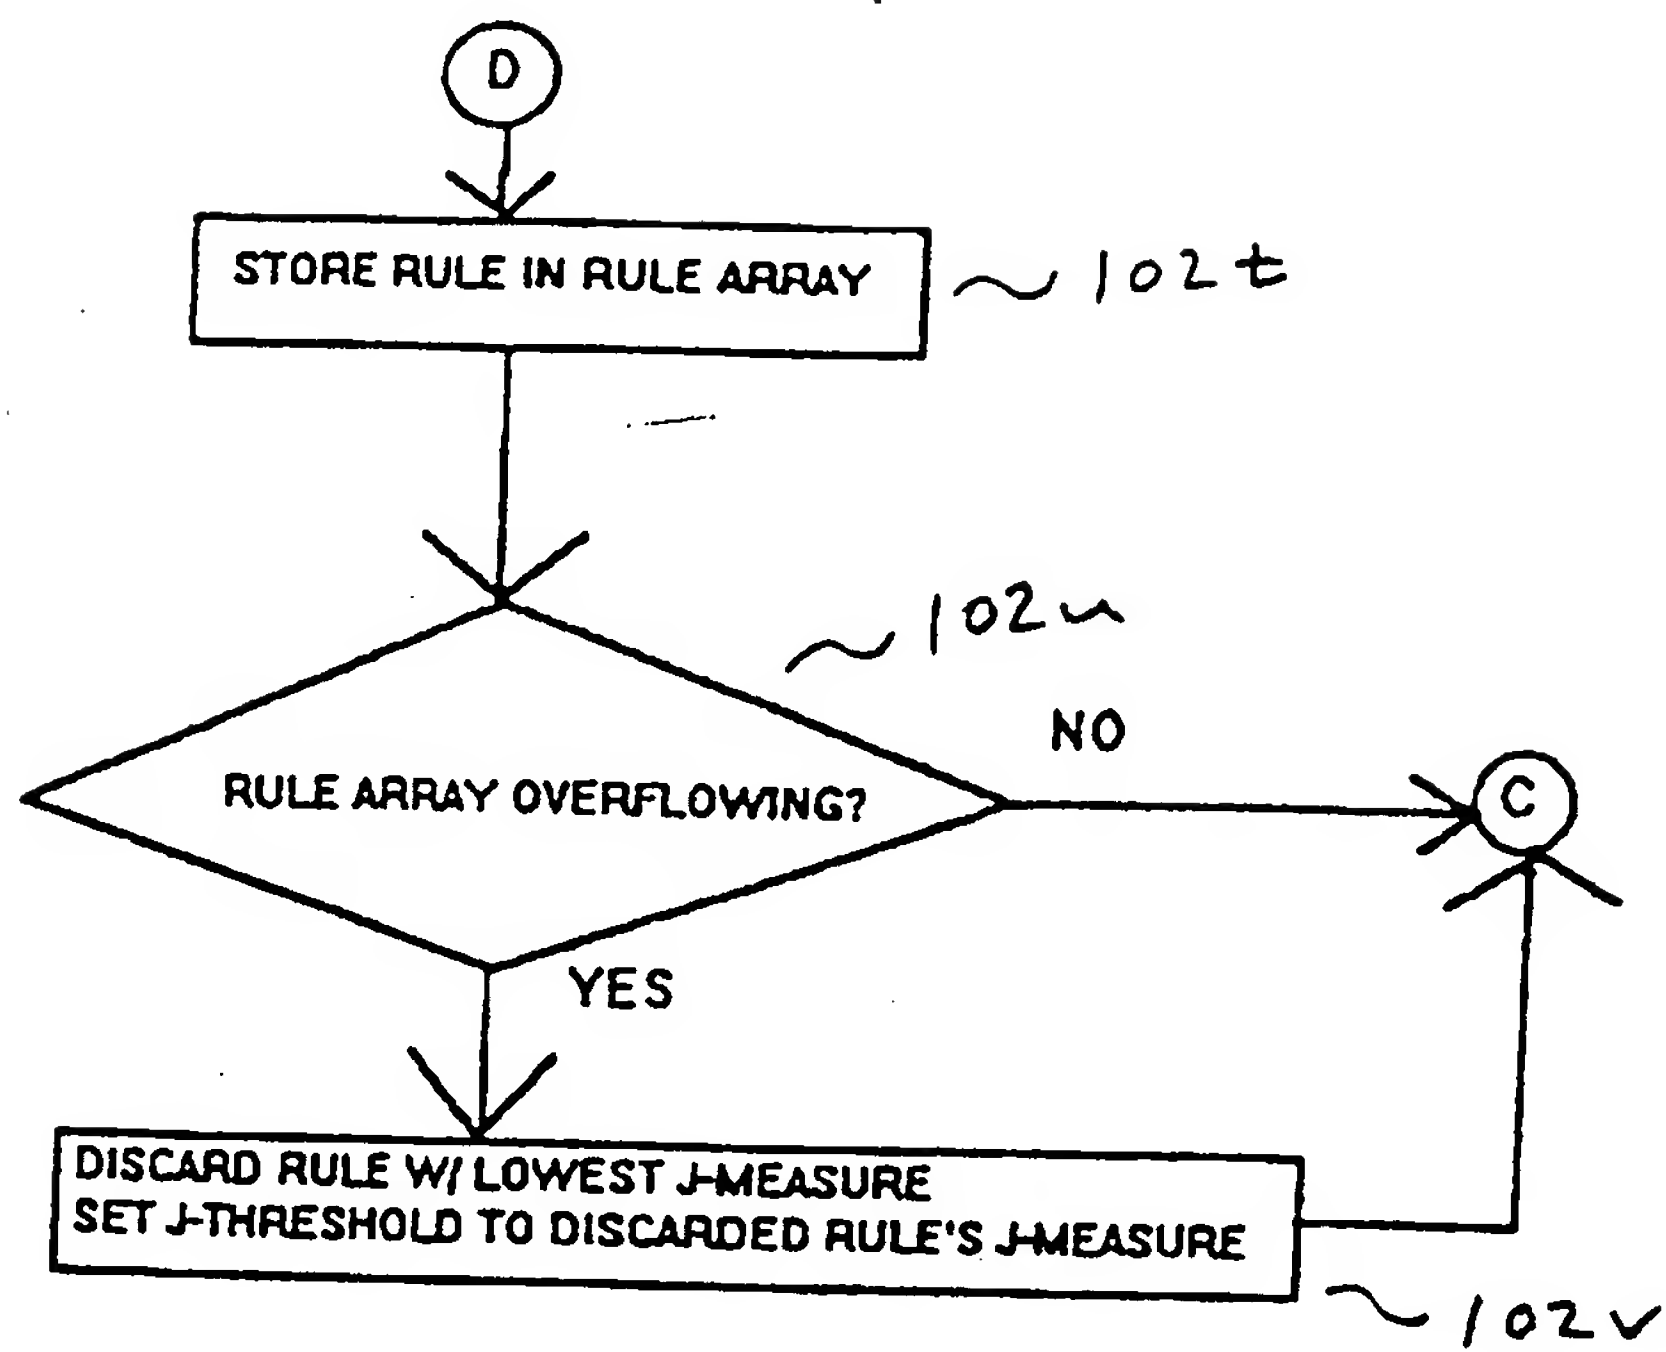 D
STORE RULE IN RULE ARRAY
102t
102u
NO
RULE ARRAY OVERFLOWING?
C
YES
DISCARD RULE W/ LOWEST J-MEASURE
SET J-THRESHOLD TO DISCARDED RULE'S J-MEASURE
102v